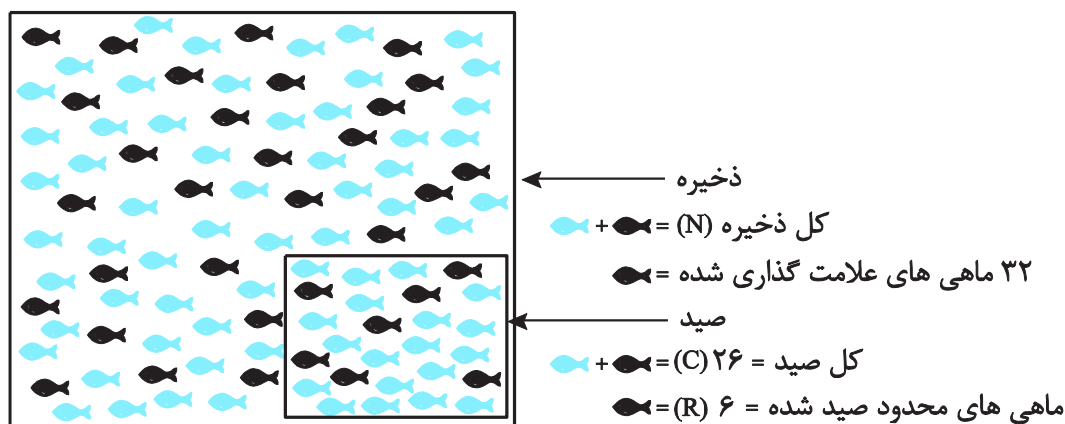 ذخیره
کل ذخیره (N) = +
۳۲ ماهی های علامت گذاری شده =
صید
کل صید = ۲۶ (C) = +
ماهی های محدود صید شده = ۶ (R) =